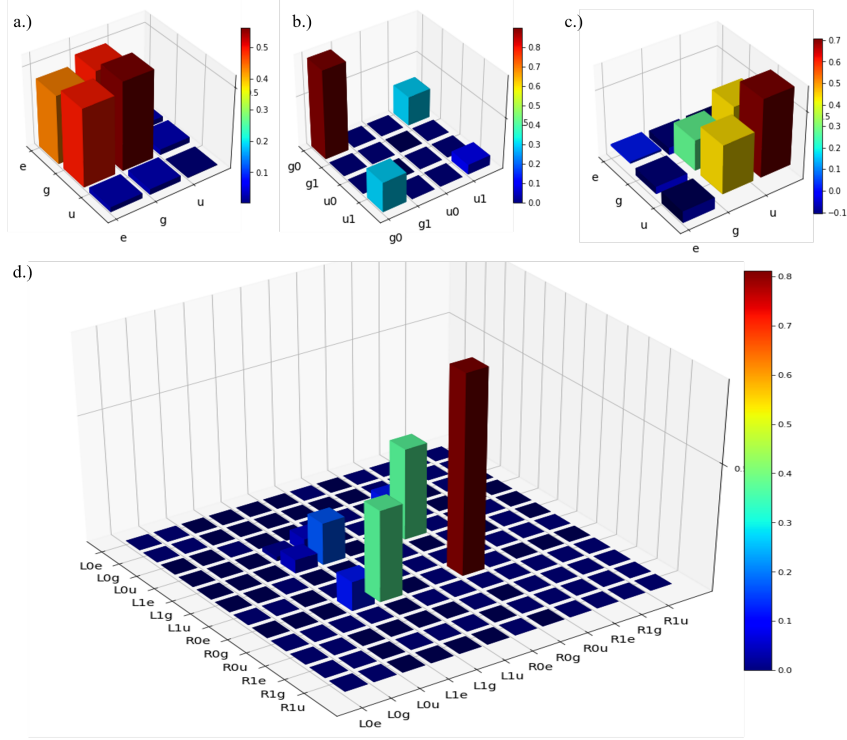 a.)
e
g
u
e
g
u
0.5
0.4
0.3
0.2
0.1
b.)
g0
g1
u0
u1
g0
g1
u0
u1
0.8
0.7
0.6
0.5
0.4
0.3
0.2
0.1
0.0
c.)
e
g
u
e
g
u
0.7
0.6
0.5
0.4
0.3
0.2
0.1
0.0
−0.1
d.)
L0e
L0g
L0u
L1e
L1g
L1u
R0e
R0g
R0u
R1e
R1g
R1u
L0e
L0g
L0u
L1e
L1g
L1u
R0e
R0g
R0u
R1e
R1g
R1u
0.8
0.7
0.6
0.5
0.4
0.3
0.2
0.1
0.0